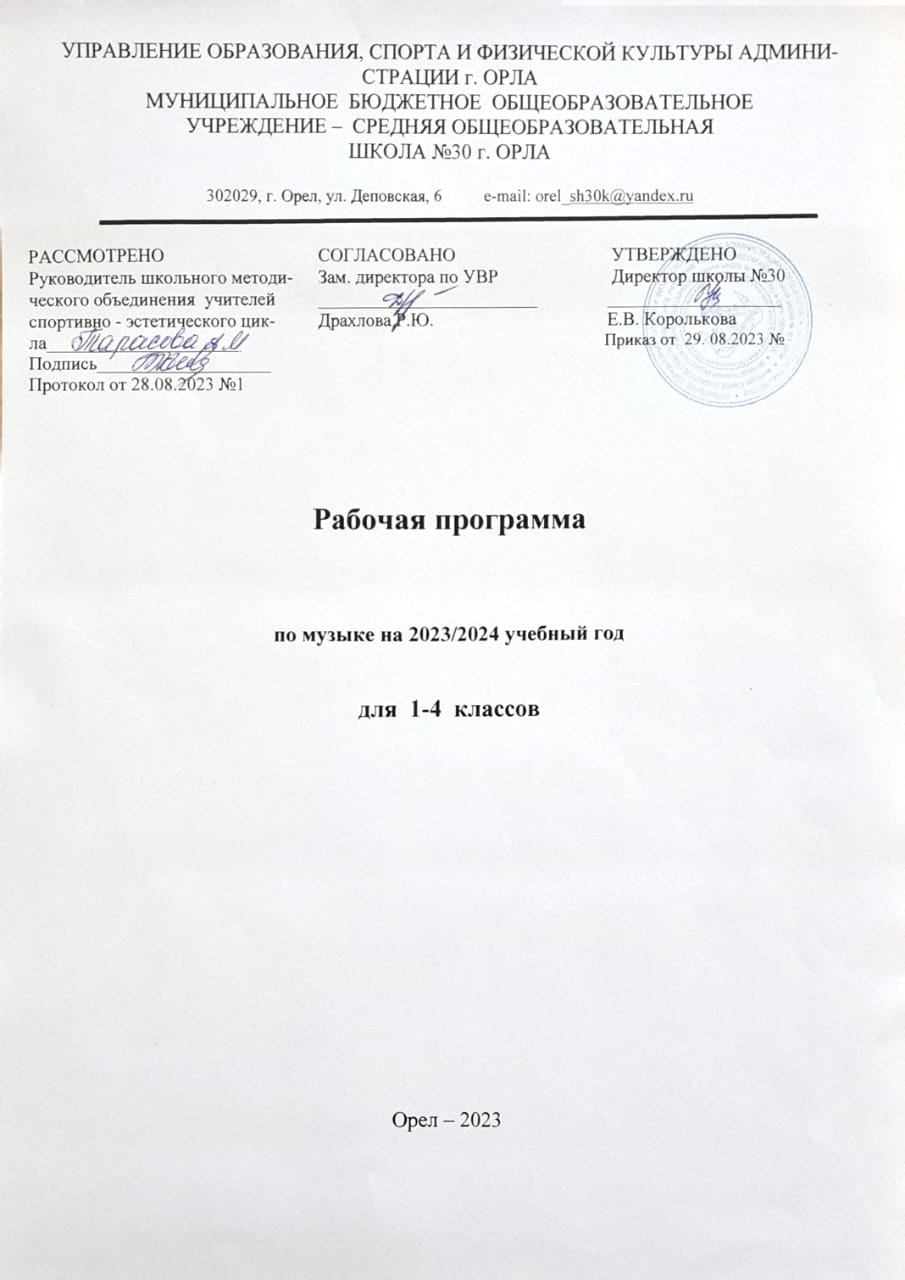 УПРАВЛЕНИЕ ОБРАЗОВАНИЯ, СПОРТА И ФИЗИЧЕСКОЙ КУЛЬТУРЫ АДМИНИ-
СТРАЦИИ г. ОРЛА
МУНИЦИПАЛЬНОЕ БЮДЖЕТНОЕ ОБЩЕОБРАЗОВАТЕЛЬНОЕ
УЧРЕЖДЕНИЕ – СРЕДНЯЯ ОБЩЕОБРАЗОВАТЕЛЬНАЯ
ШКОЛА №30 г. ОРЛА
302029, г. Орел, ул. Деповская, 6 e-mail: orel_sh30k@yandex.ru
РАССМОТРЕНО
Руководитель школьного методи-
ческого объединения учителей
спортивно - эстетического цик-
ла Тарасова А.М
Подпись
Протокол от 28.08.2023 №1
СОГЛАСОВАНО
Зам. директора по УВР
Драхлова Р.Ю.
УТВЕРЖДЕНО
Директор школы №30
Е.В. Королькова
Приказ от 29. 08.2023 №
Рабочая программа
по музыке на 2023/2024 учебный год
для 1-4 классов
Орел – 2023